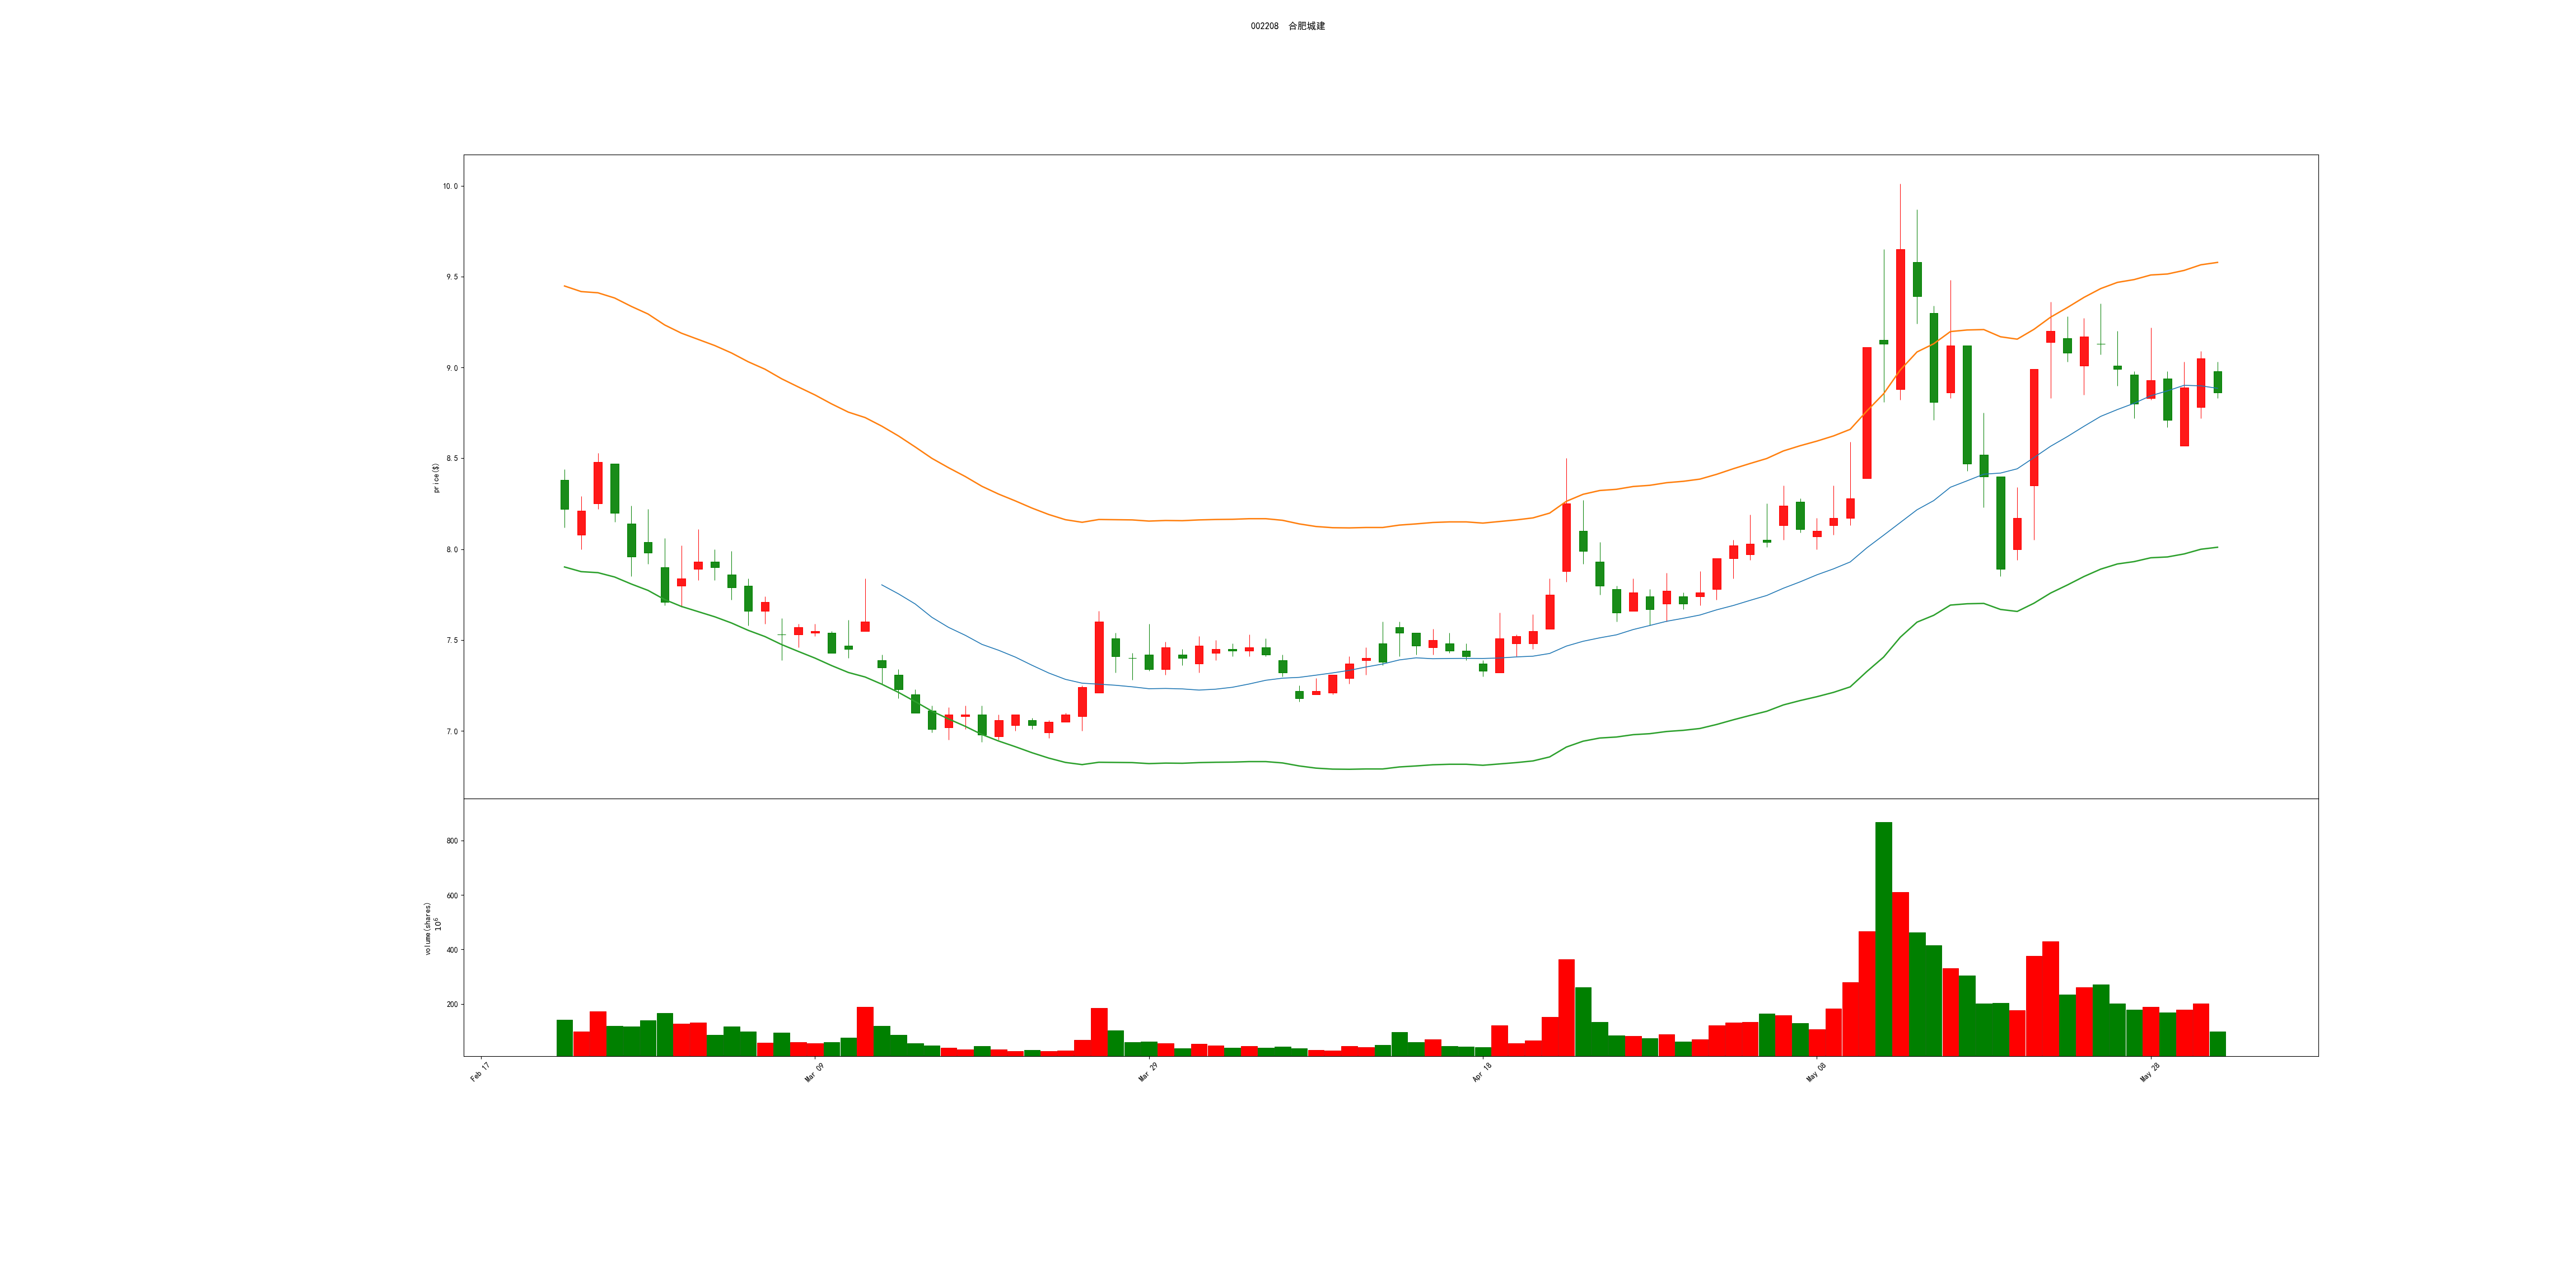 002208  合肥城建
10.0
9.5
9.0
8.5
8.0
7.5
7.0
price($)
800
600
400
200
volume(shares)
10^6
Feb 17
Mar 09
Mar 29
Apr 18
May 08
May 28